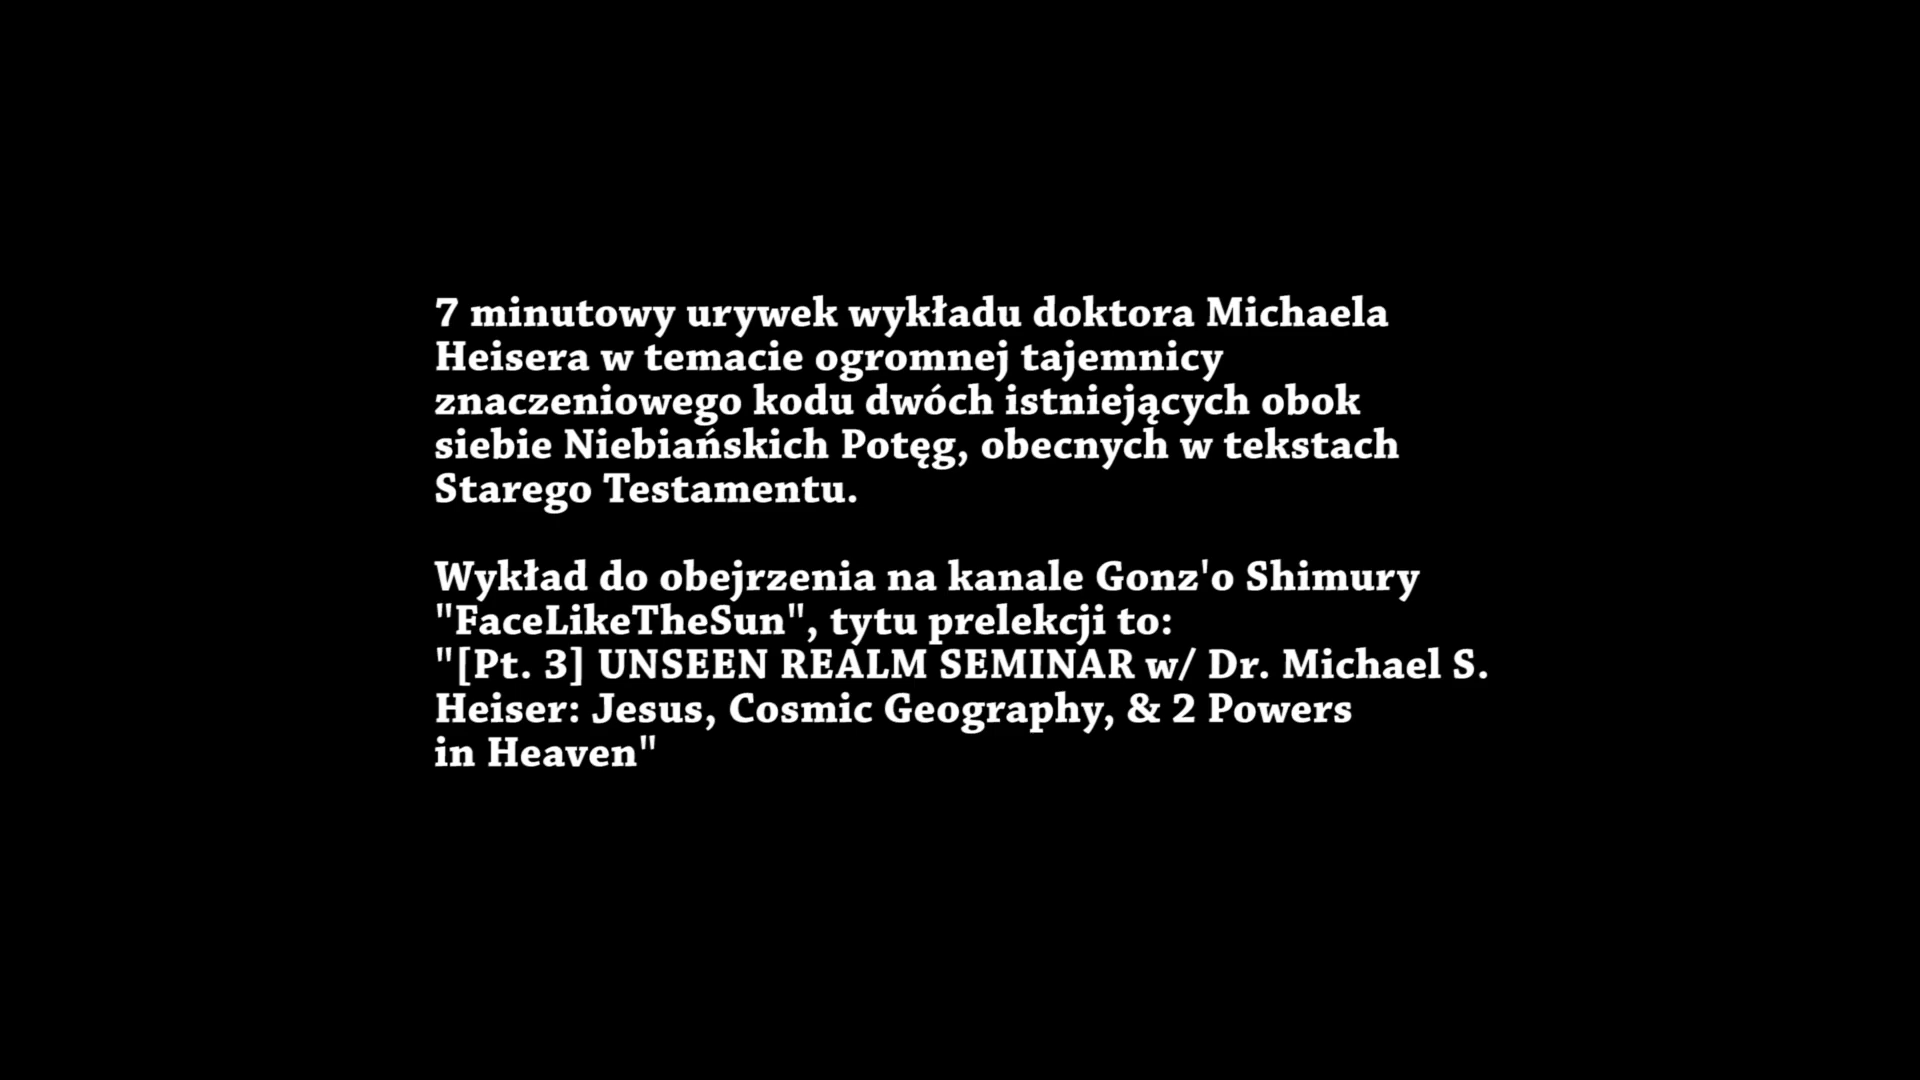 7 minutowy urywek wykładu doktora Michaela
Heisera w temacie ogromnej tajemnicy
znaczeniowego kodu dwóch istniejących obok
siebie Niebiańskich Potęg, obecnych w tekstach
Starego Testamentu.
Wykład do obejrzenia na kanale Gonz'o Shimury
"FaceLikeTheSun", tytu prelekcji to:
"[Pt. 3] UNSEEN REALM SEMINAR w/ Dr. Michael S.
Heiser: Jesus, Cosmic Geography, & 2 Powers
in Heaven"